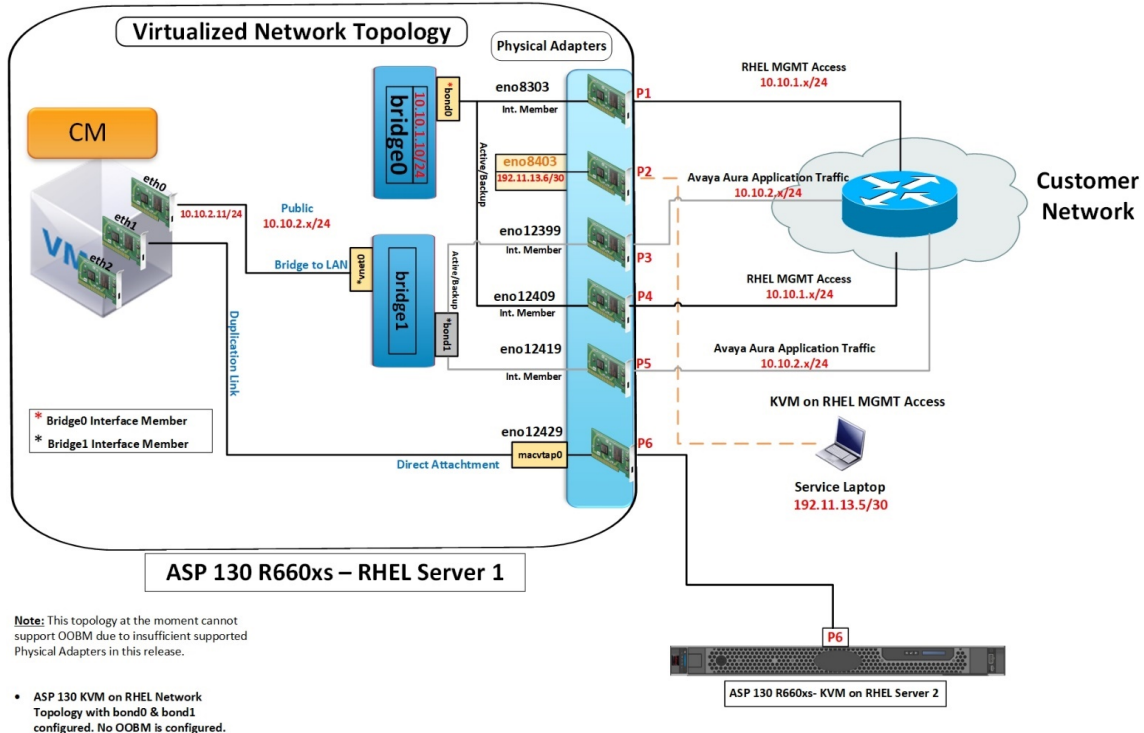 Virtualized Network Topology
Physical Adapters
CM
VM
eth0
eth1
eth2
10.10.2.11/24
Public
10.10.2.x/24
Bridge to LAN
Duplication Link
* Bridge0 Interface Member
* Bridge1 Interface Member
bridge0
10.10.1.10/24
*bond0
*vnet0
bridge1
*bond1
Active/Backup
Active/Backup
eno8303
Int. Member
P1
eno8403
192.11.13.6/30
P2
eno12399
Int. Member
P3
eno12409
Int. Member
P4
eno12419
Int. Member
P5
eno12429
macvtap0
Direct Attachtment
P6
RHEL MGMT Access
10.10.1.x/24
Avaya Aura Application Traffic
10.10.2.x/24
Customer
Network
RHEL MGMT Access
10.10.1.x/24
Avaya Aura Application Traffic
10.10.2.x/24
KVM on RHEL MGMT Access
Service Laptop
192.11.13.5/30
ASP 130 R660xs – RHEL Server 1
P6
ASP 130 R660xs- KVM on RHEL Server 2
Note: This topology at the moment cannot
support OOBM due to insufficient supported
Physical Adapters in this release.
• ASP 130 KVM on RHEL Network
Topology with bond0 & bond1
configured. No OOBM is configured.